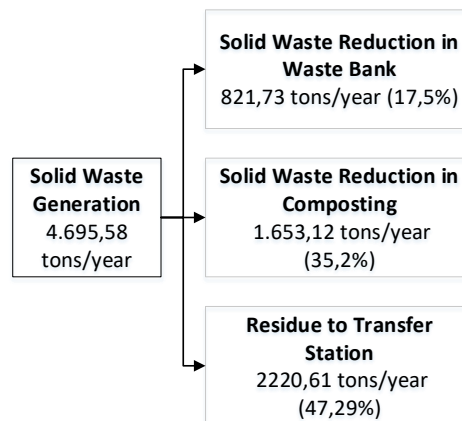 Solid Waste Reduction in
Waste Bank
821,73 tons/year (17,5%)
Solid Waste
Generation
4.695,58
tons/year
Solid Waste Reduction in
Composting
1.653,12 tons/year
(35,2%)
Residue to Transfer
Station
2220,61 tons/year
(47,29%)